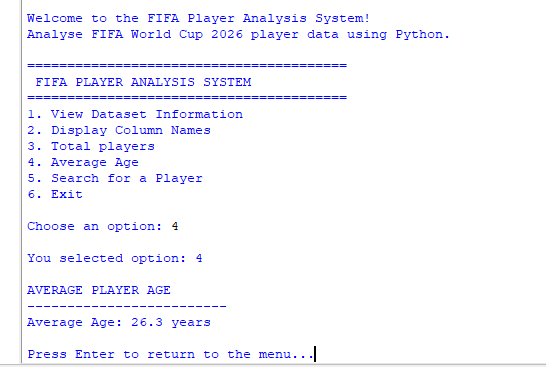 Welcome to the FIFA Player Analysis System!
Analyse FIFA World Cup 2026 player data using Python.
========================================
FIFA PLAYER ANALYSIS SYSTEM
========================================
1. View Dataset Information
2. Display Column Names
3. Total players
4. Average Age
5. Search for a Player
6. Exit
Choose an option: 4
You selected option: 4
AVERAGE PLAYER AGE
-------------------------
Average Age: 26.3 years
Press Enter to return to the menu...